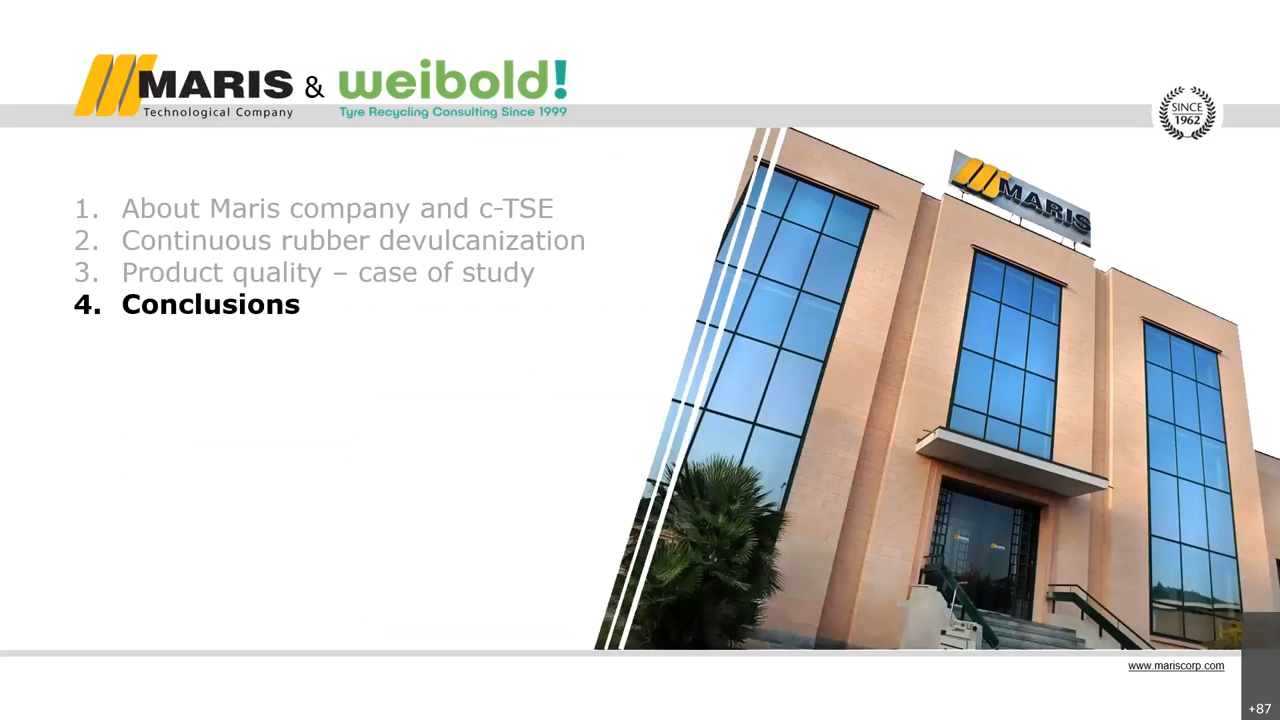 MARIS & weibold!
Technological Company
Tyre Recycling Consulting Since 1999
SINCE
1962
MARIS
1. About Maris company and c-TSE
2. Continuous rubber devulcanization
3. Product quality – case of study
4. Conclusions
www.mariscorp.com
+87